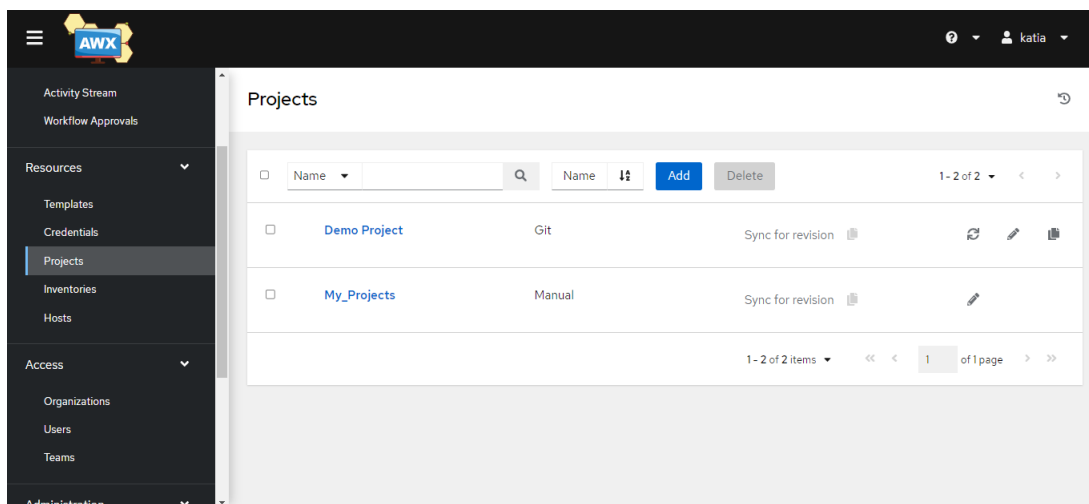 AWX
katia
Activity Stream
Workflow Approvals
Resources
Templates
Credentials
Projects
Inventories
Hosts
Access
Organizations
Users
Teams
Administration
Projects
Name Name Add Delete 1 - 2 of 2
Demo Project Git Sync for revision
My_Projects Manual Sync for revision
1 - 2 of 2 items 1 of 1 page